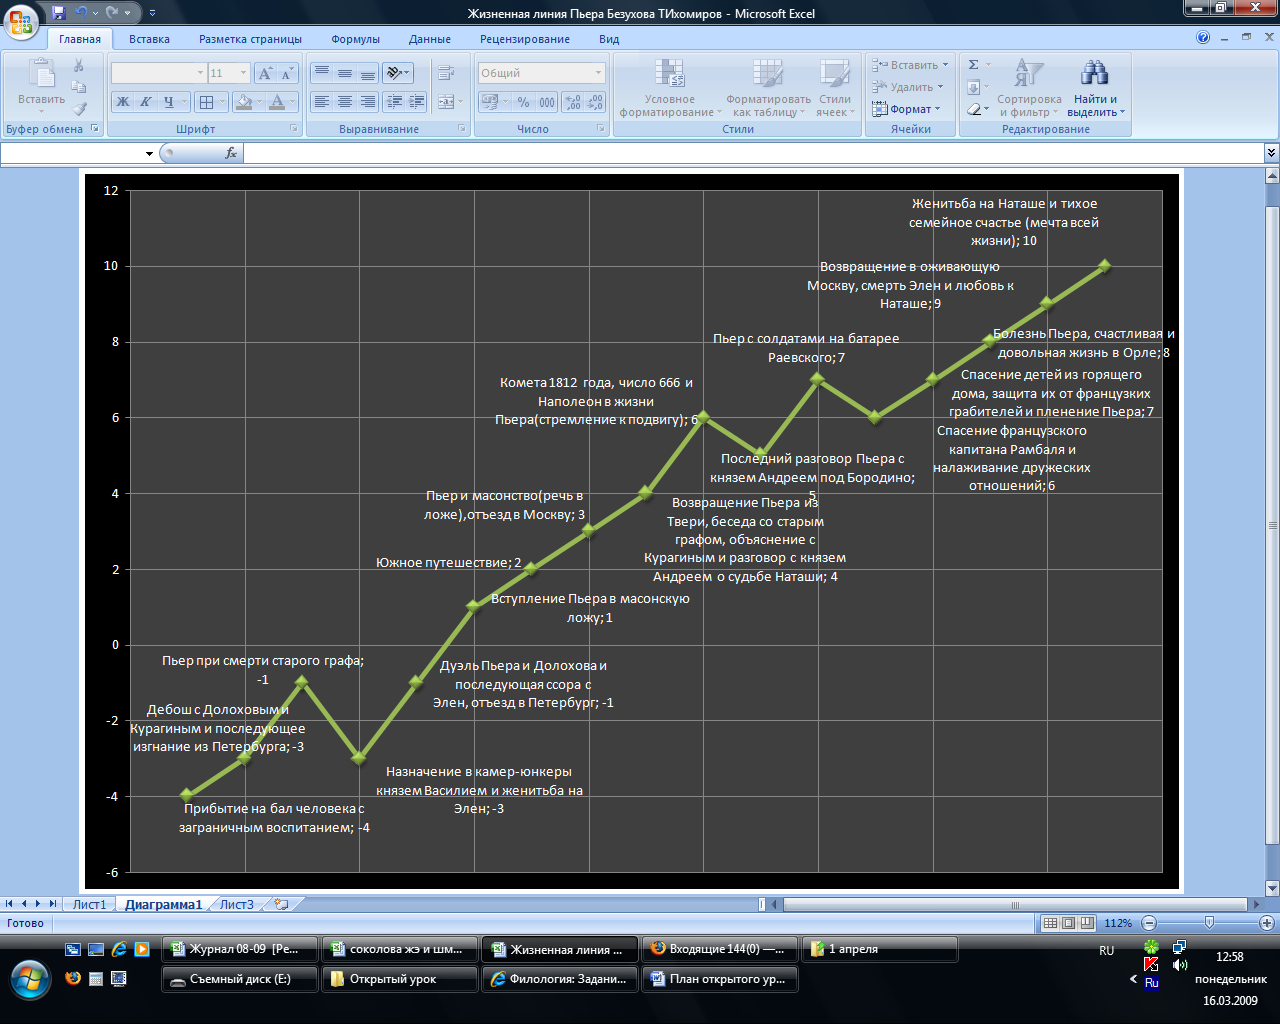 Жизненная линия Пьера Безухова ТИхомиров - Microsoft Excel
Главная Вставка Разметка страницы Формулы Данные Рецензирование Вид
Вставить
Буфер обмена
11
Ж К Ч
Шрифт
Выравнивание
Общий
% 000
Число
Условное форматирование
Форматировать как таблицу
Стили ячеек
Стили
Вставить
Удалить
Формат
Ячейки
Сортировка и фильтр
Найти и выделить
Редактирование
fx
12
10
8
6
4
2
0
-2
-4
-6
Женитьба на Наташе и тихое
семейное счастье (мечта всей
жизни); 10
Возвращение в оживающую
Москву, смерть Элен и любовь к
Наташе; 9
Болезнь Пьера, счастливая и
довольная жизнь в Орле; 8
Пьер с солдатами на батарее
Раевского; 7
Спасение детей из горящего
дома, защита их от французких
грабителей и пленение Пьера; 7
Комета 1812 года, число 666 и
Наполеон в жизни
Пьера(стремление к подвигу); 6
Спасение французского
капитана Рамбаля и
налаживание дружеских
отношений; 6
Последний разговор Пьера с
князем Андреем под Бородино;
5
Пьер и масонство(речь в
ложе),отъезд в Москву; 3
Возвращение Пьера из
Твери, беседа со старым
графом, объяснение с
Курагиным и разговор с князем
Андреем о судьбе Наташи; 4
Южное путешествие; 2
Вступление Пьера в масонскую
ложу; 1
Пьер при смерти старого графа;
-1
Дуэль Пьера и Долохова и
последующая ссора с
Элен, отъезд в Петербург; -1
Дебош с Долоховым и
Курагиным и последующее
изгнание из Петербурга; -3
Назначение в камер-юнкеры
князем Василием и женитьба на
Элен; -3
Прибытие на бал человека с
заграничным воспитанием; -4
Лист1 Диаграмма1 Лист3
Готово
112%
Журнал 08-09 [Ре...
соколова жэ и шм...
Жизненная линия ...
Входящие 144(0) —...
1 апреля
Съемный диск (E:)
Открытый урок
Филология: Задани...
План открытого ур...
RU
Ru
12:58
понедельник
16.03.2009